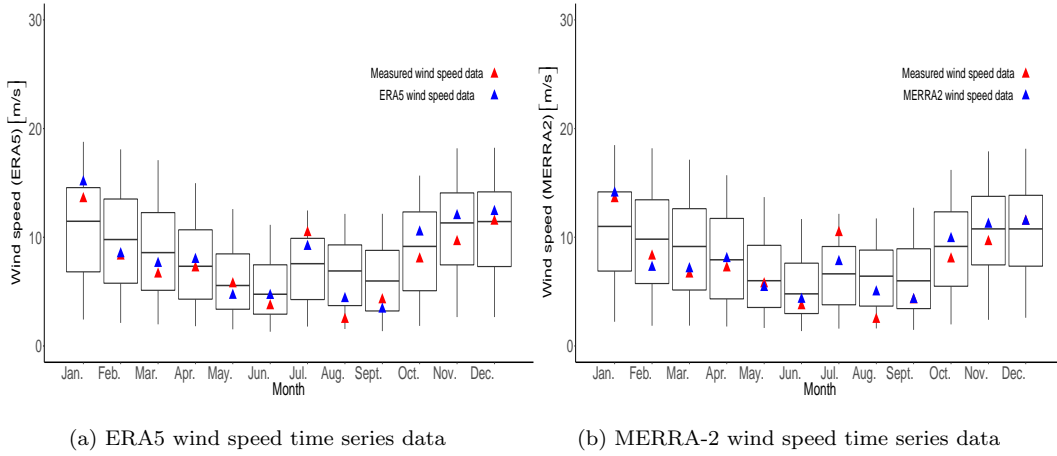 30
20
10
0
Wind speed (ERA5) [m/s]
Measured wind speed data
ERA5 wind speed data
Jan. Feb. Mar. Apr. May. Jun. Jul. Aug. Sept. Oct. Nov. Dec.
Month
(a) ERA5 wind speed time series data
30
20
10
0
Wind speed (MERRA2) [m/s]
Measured wind speed data
MERRA2 wind speed data
Jan. Feb. Mar. Apr. May. Jun. Jul. Aug. Sept. Oct. Nov. Dec.
Month
(b) MERRA-2 wind speed time series data